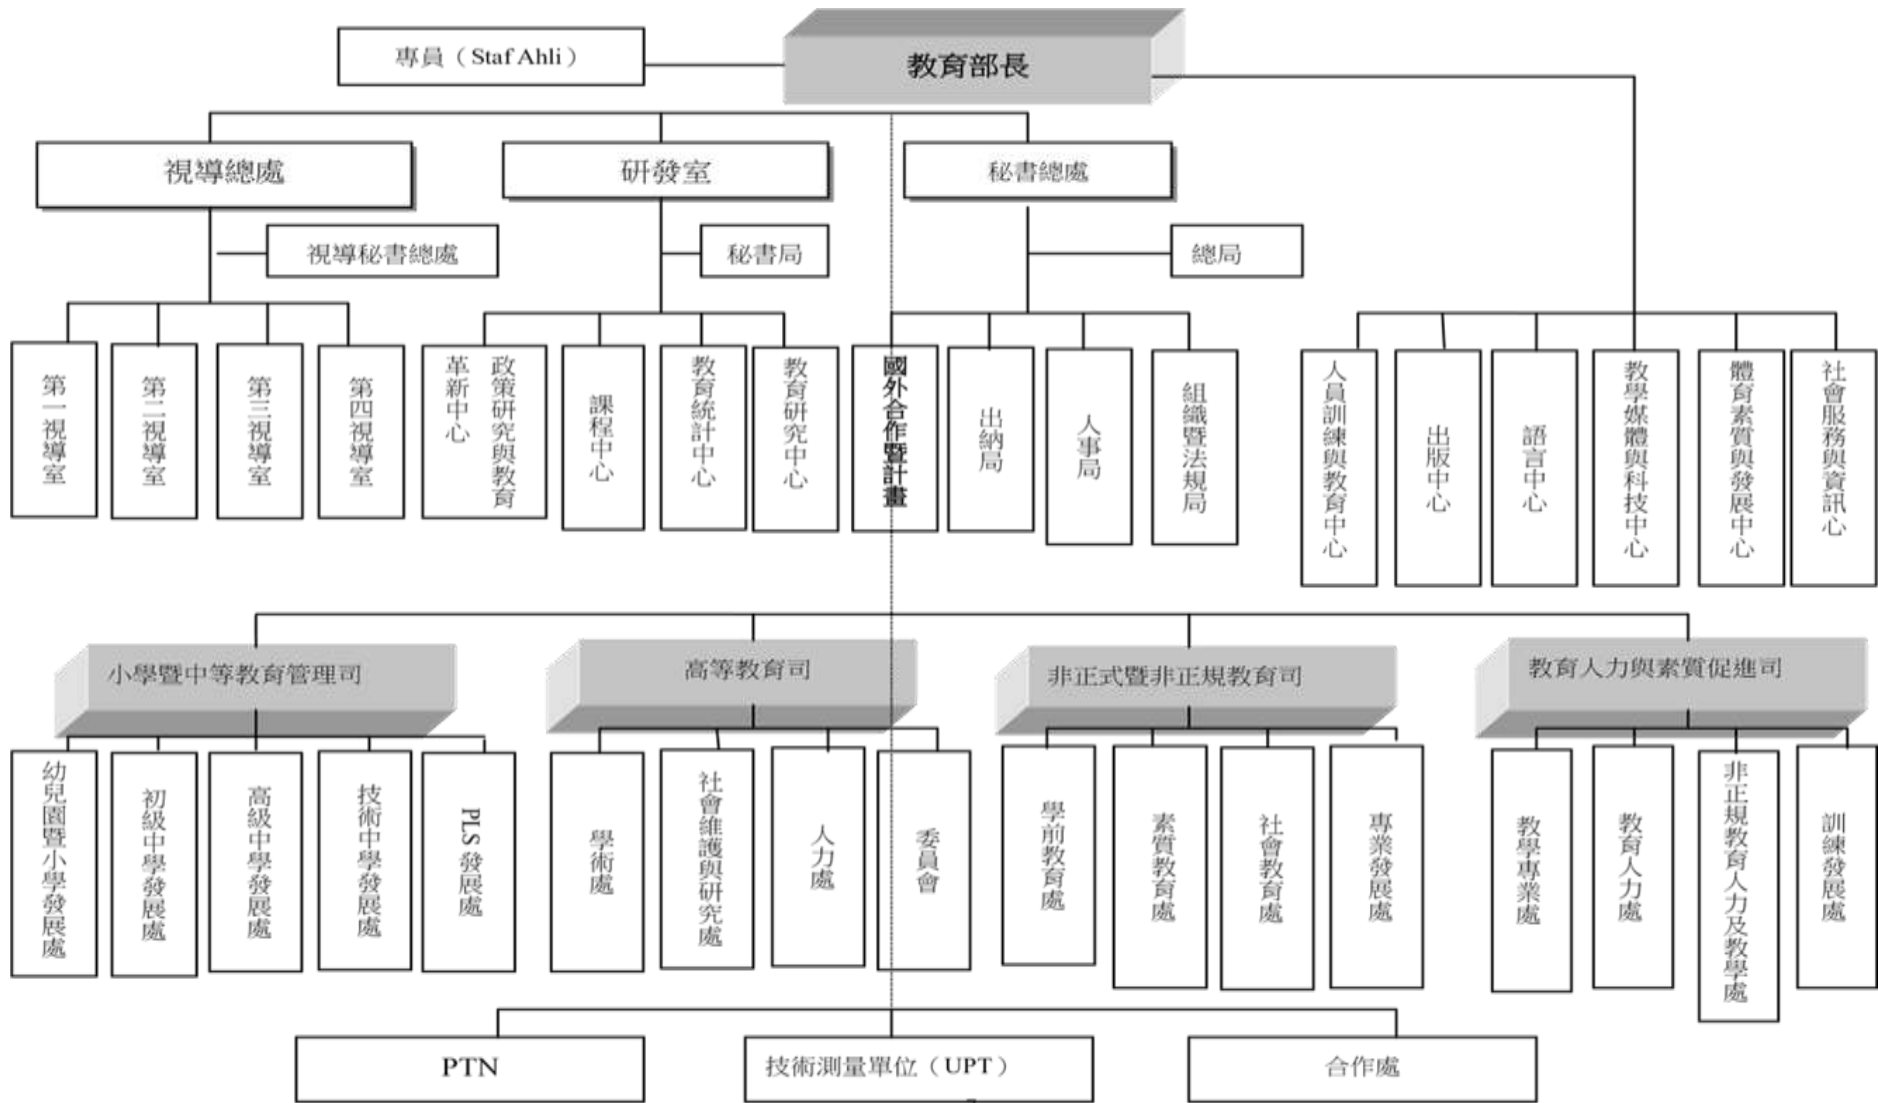 專員（Staf Ahli）
教育部長
視導總處
研發室
秘書總處
視導秘書總處
秘書局
總局
第一視導室
第二視導室
第三視導室
第四視導室
政策研究與教育
革新中心
課程中心
教育統計中心
教育研究中心
國外合作暨計畫
出納局
人事局
組織暨法規局
人員訓練與教育中心
出版中心
語言中心
教學媒體與科技中心
體育素質與發展中心
社會服務與資訊心
小學暨中等教育管理司
高等教育司
非正式暨非正規教育司
教育人力與素質促進司
幼兒園暨小學發展處
初級中學發展處
高級中學發展處
技術中學發展處
PLS 發展處
學術處
社會維護與研究處
人力處
委員會
學前教育處
素質教育處
社會教育處
專業發展處
教學專業處
教育人力處
非正規教育人力及教學處
訓練發展處
PTN
技術測量單位（UPT）
合作處